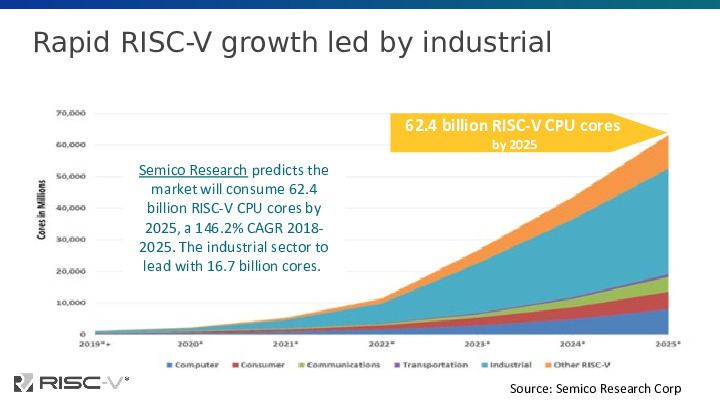 Rapid RISC-V growth led by industrial
70,000
62.4 billion RISC-V CPU cores
by 2025
60,000
Semico Research predicts the
market will consume 62.4
billion RISC-V CPU cores by
2025, a 146.2% CAGR 2018-
2025. The industrial sector to
lead with 16.7 billion cores.
50,000
40,000
30,000
20,000
10,000
0
Cores in Millions
2019*+ 2020* 2021* 2022* 2023* 2024* 2025*
Computer Consumer Communications Transportation Industrial Other RISC-V
RISC-V®
Source: Semico Research Corp